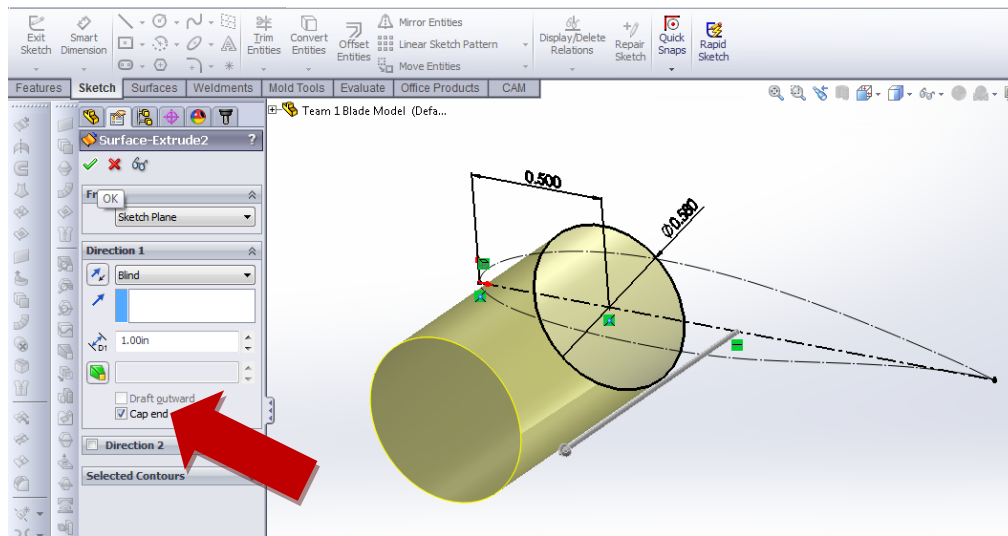 Exit Sketch
Smart Dimension
Trim Entities
Convert Entities
Offset Entities
Mirror Entities
Linear Sketch Pattern
Move Entities
Display/Delete Relations
Repair Sketch
Quick Snaps
Rapid Sketch
Features Sketch Surfaces Weldments Mold Tools Evaluate Office Products CAM
Team 1 Blade Model (Defa...
Surface-Extrude2 ?
OK
Sketch Plane
Direction 1
Blind
D1
1.00in
Draft outward
Cap end
Direction 2
Selected Contours
0.500
Ø0.580